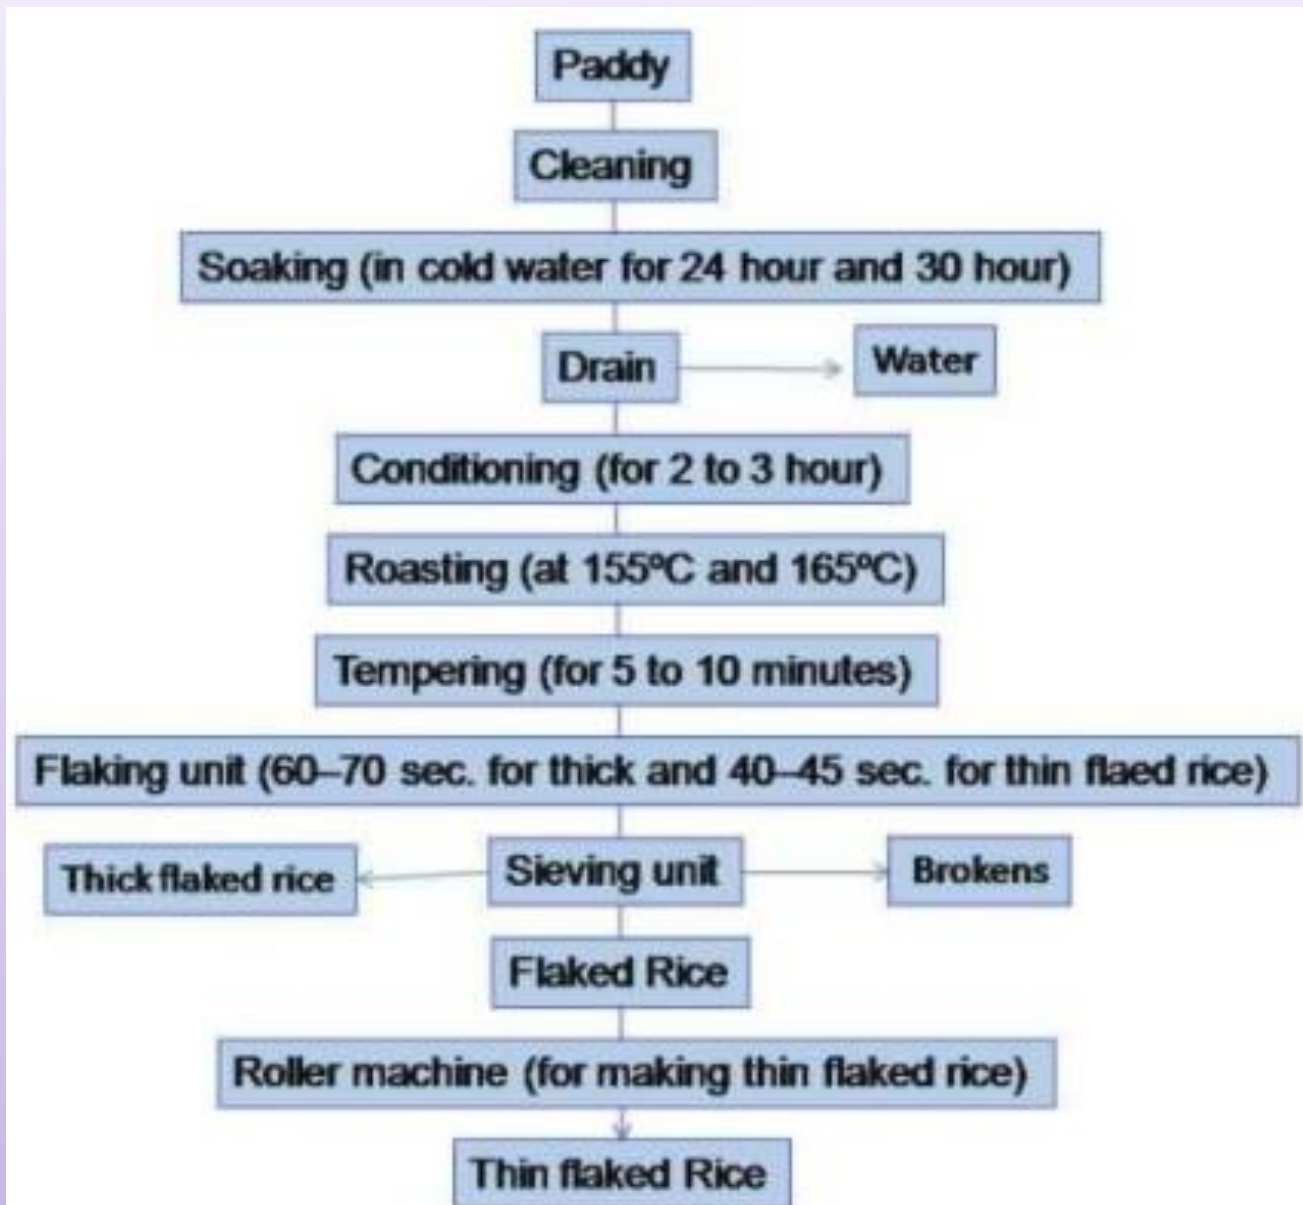 Paddy
Cleaning
Soaking (in cold water for 24 hour and 30 hour)
Drain
Water
Conditioning (for 2 to 3 hour)
Roasting (at 155ºC and 165ºC)
Tempering (for 5 to 10 minutes)
Flaking unit (60–70 sec. for thick and 40–45 sec. for thin flaed rice)
Thick flaked rice
Sieving unit
Brokens
Flaked Rice
Roller machine (for making thin flaked rice)
Thin flaked Rice